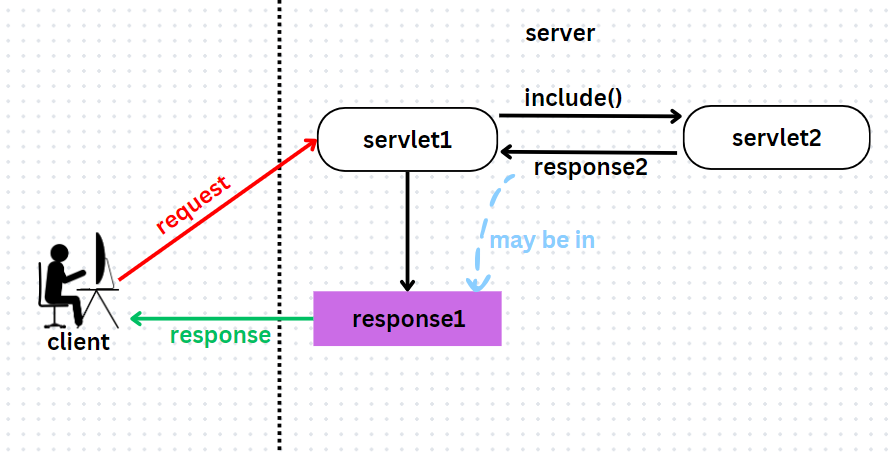 server
include()
servlet1
servlet2
response2
request
may be in
response1
response
client